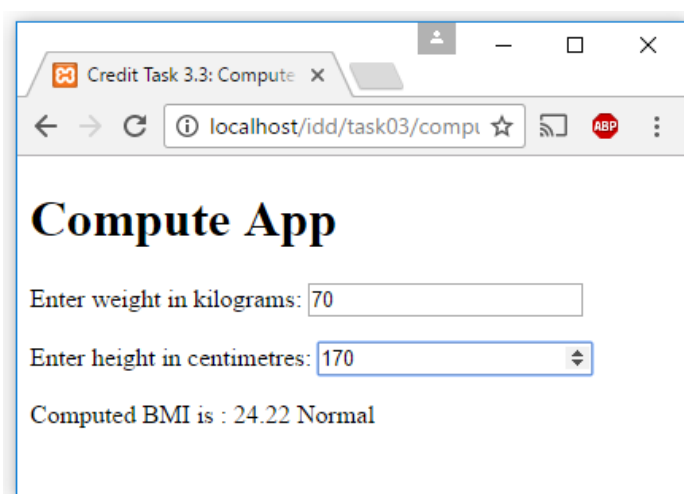 Credit Task 3.3: Compute
localhost/idd/task03/compu
ABP
Compute App
Enter weight in kilograms: 70
Enter height in centimetres: 170
Computed BMI is : 24.22 Normal